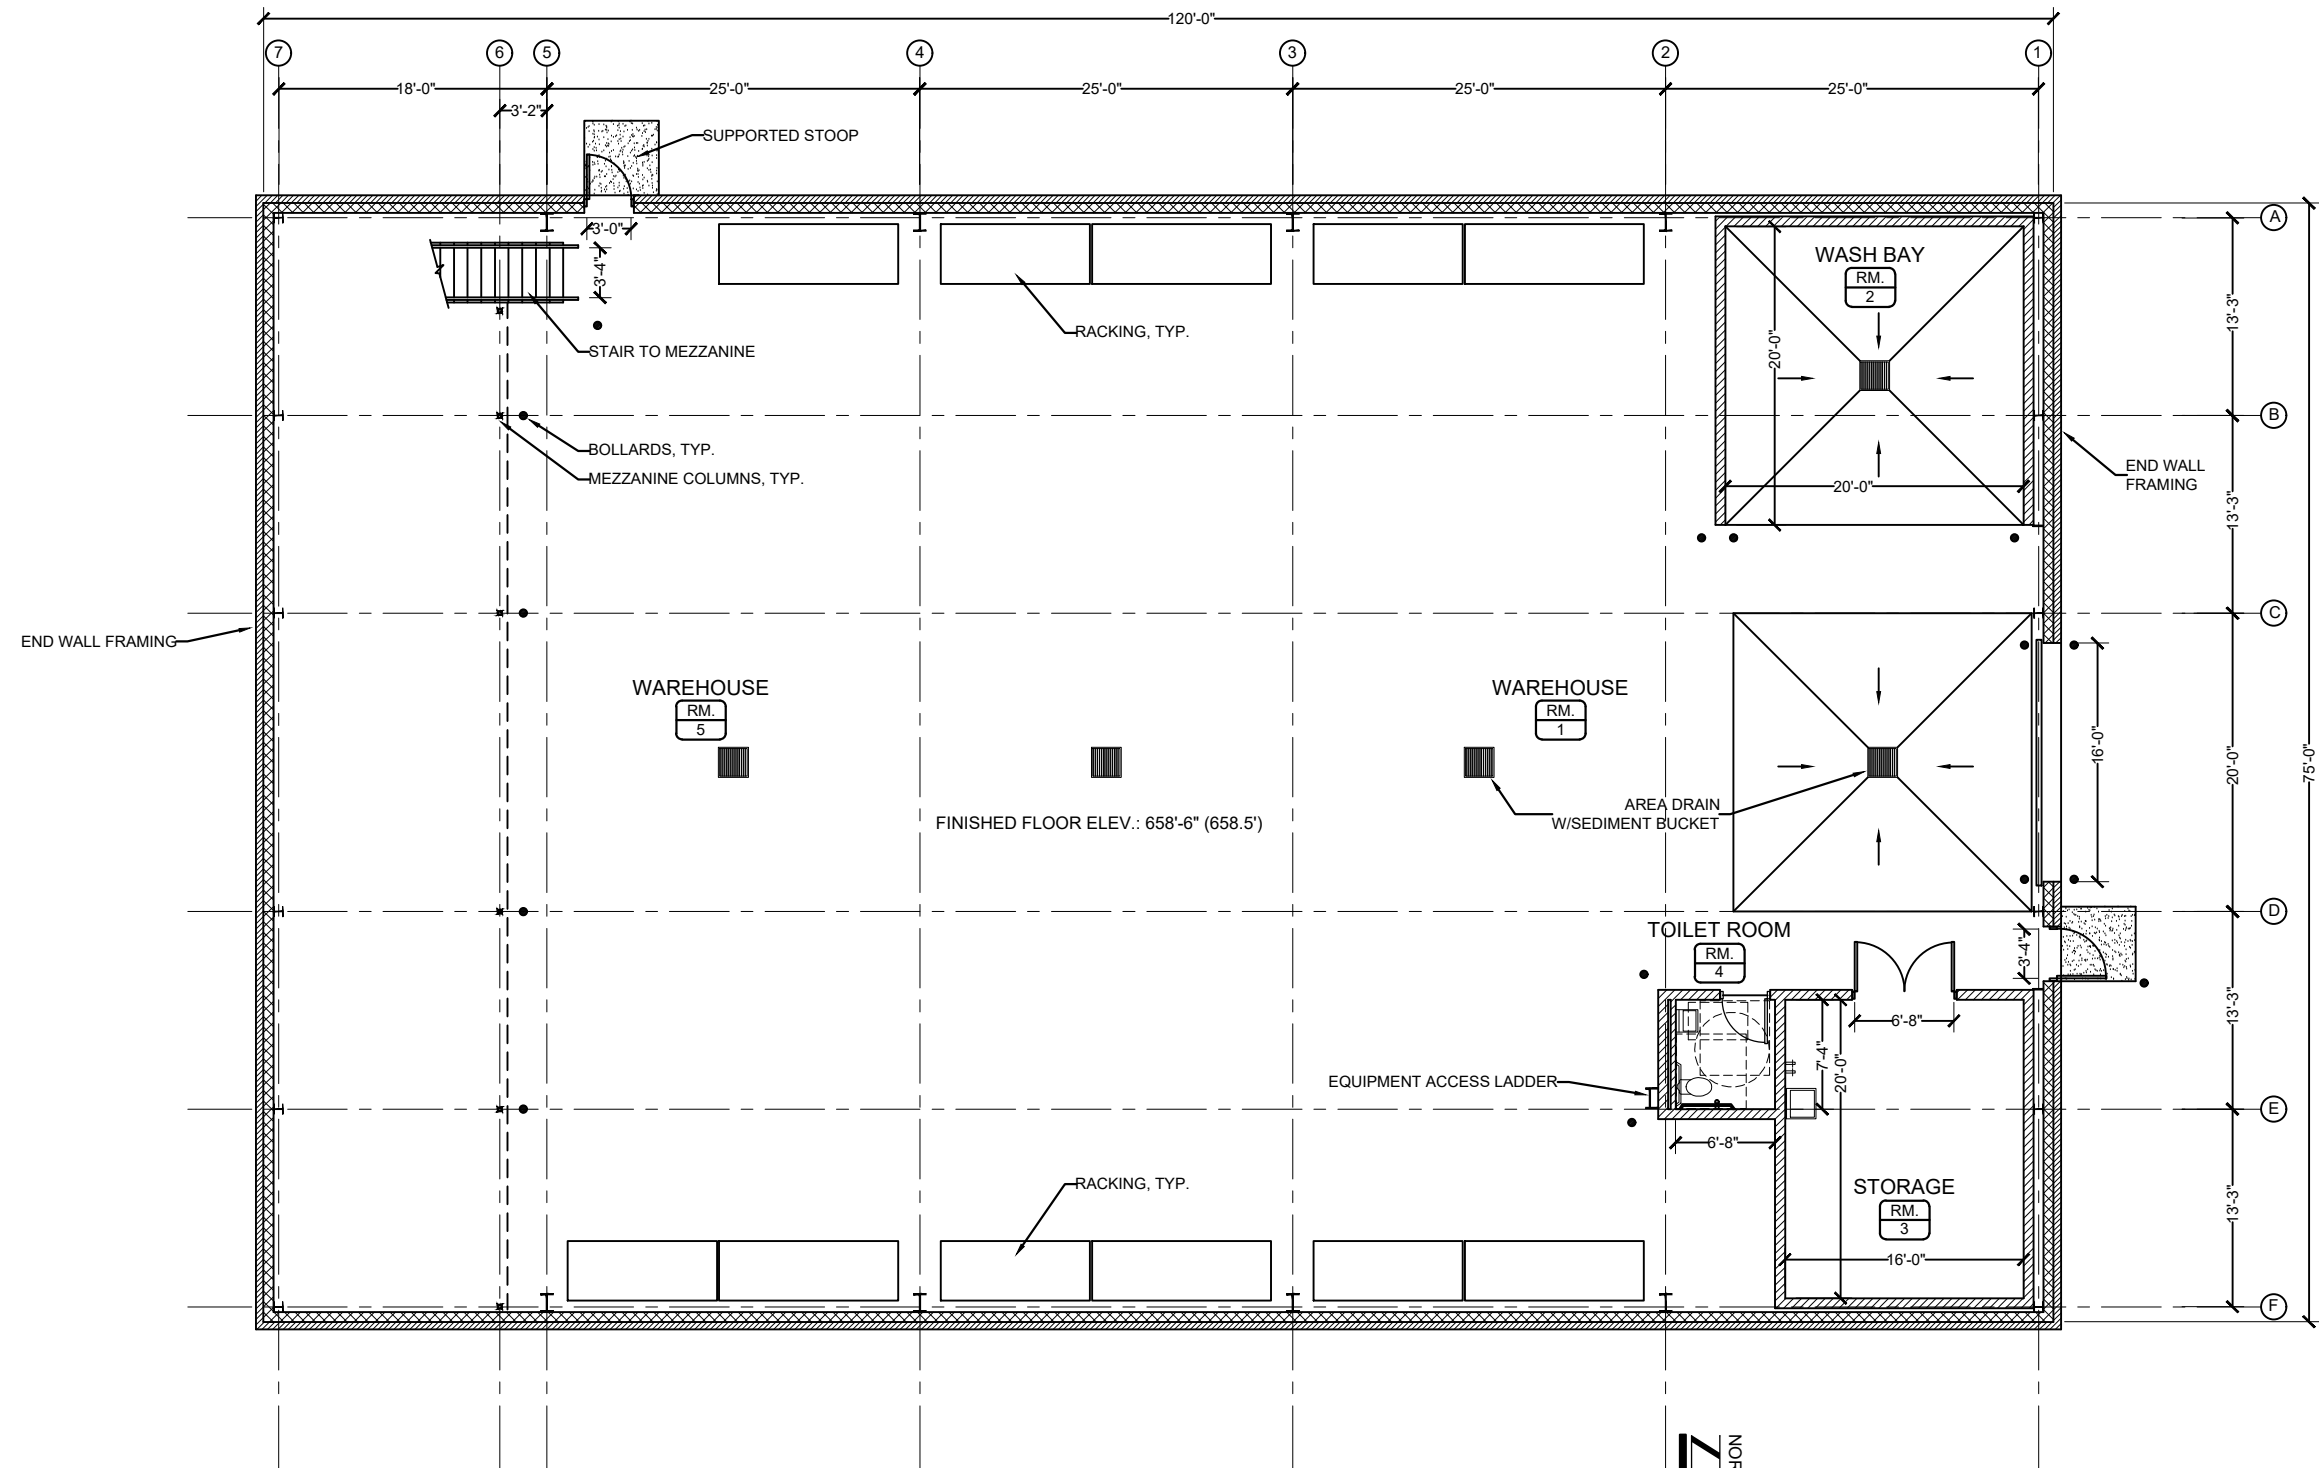 120'-0"
7
6
5
4
3
2
1
18'-0"
25'-0"
25'-0"
25'-0"
25'-0"
3'-2"
SUPPORTED STOOP
A
3'-0"
3'-4"
WASH BAY
RM.
2
13'-3"
RACKING, TYP.
STAIR TO MEZZANINE
20'-0"
B
BOLLARDS, TYP.
MEZZANINE COLUMNS, TYP.
20'-0"
END WALL
FRAMING
13'-3"
C
END WALL FRAMING
WAREHOUSE
RM.
5
WAREHOUSE
RM.
1
16'-0"
20'-0"
75'-0"
AREA DRAIN
W/SEDIMENT BUCKET
FINISHED FLOOR ELEV.: 658'-6" (658.5')
D
TOILET ROOM
RM.
4
3'-4"
6'-8"
13'-3"
7'-4"
20'-0"
EQUIPMENT ACCESS LADDER
E
6'-8"
RACKING, TYP.
STORAGE
RM.
3
13'-3"
16'-0"
F
NOR